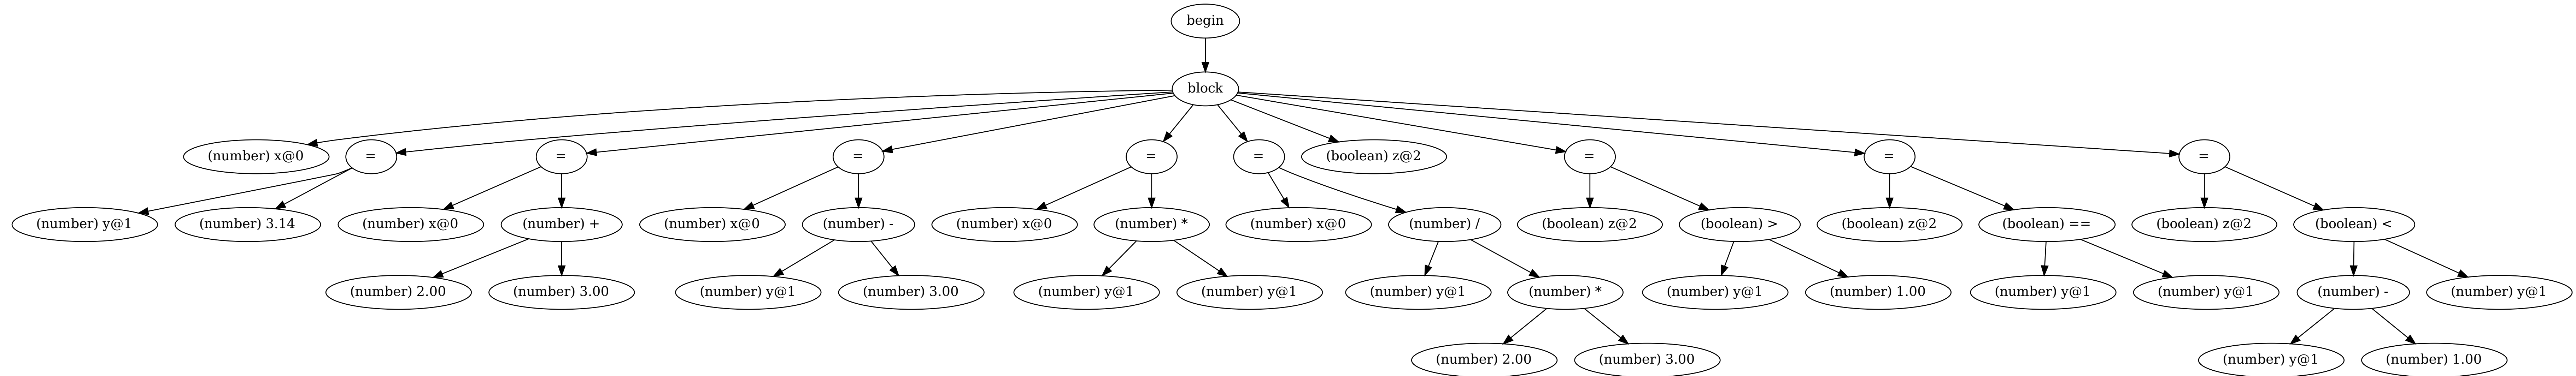 begin
block
(number) x@0
=
=
=
=
=
(boolean) z@2
=
=
=
(number) y@1
(number) 3.14
(number) x@0
(number) +
(number) x@0
(number) -
(number) x@0
(number) *
(number) x@0
(number) /
(boolean) z@2
(boolean) >
(boolean) z@2
(boolean) ==
(boolean) z@2
(boolean) <
(number) 2.00
(number) 3.00
(number) y@1
(number) 3.00
(number) y@1
(number) y@1
(number) y@1
(number) *
(number) y@1
(number) 1.00
(number) y@1
(number) y@1
(number) -
(number) y@1
(number) 2.00
(number) 3.00
(number) y@1
(number) 1.00